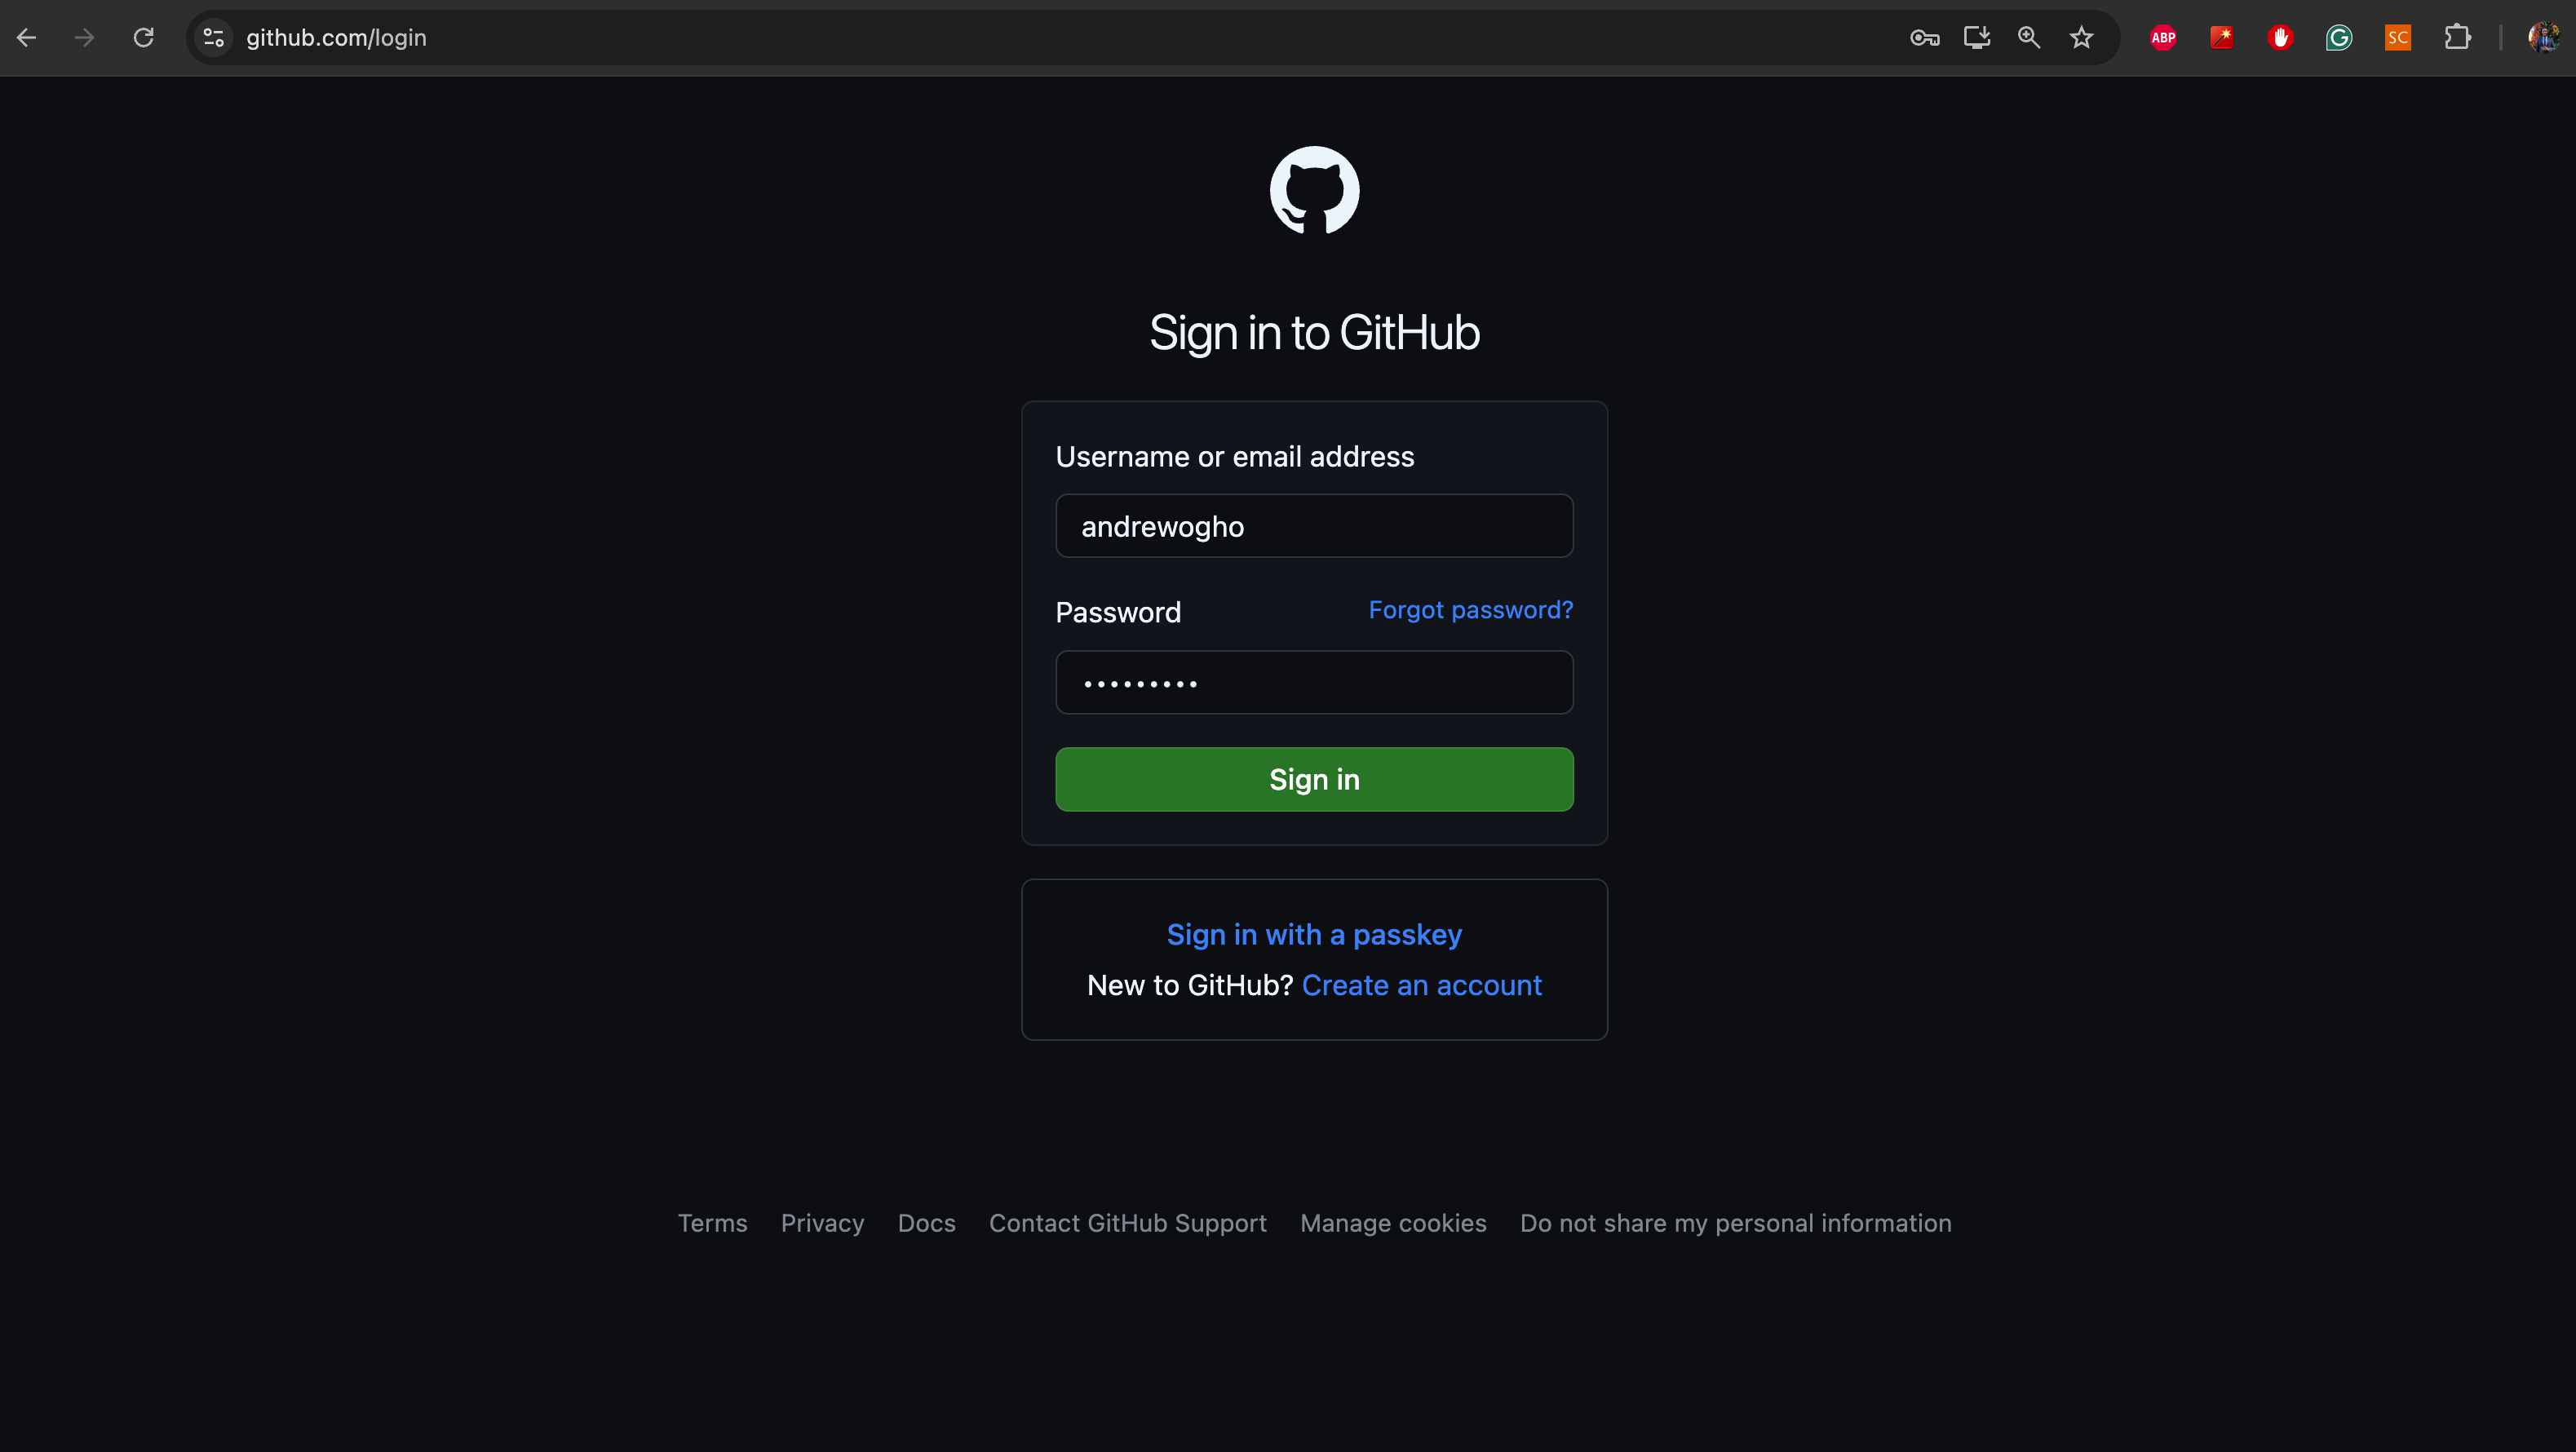 github.com/login
ABP
SC
Sign in to GitHub
Username or email address
andrewogho
Password Forgot password?
•••••••••
Sign in
Sign in with a passkey
New to GitHub? Create an account
Terms Privacy Docs Contact GitHub Support Manage cookies Do not share my personal information